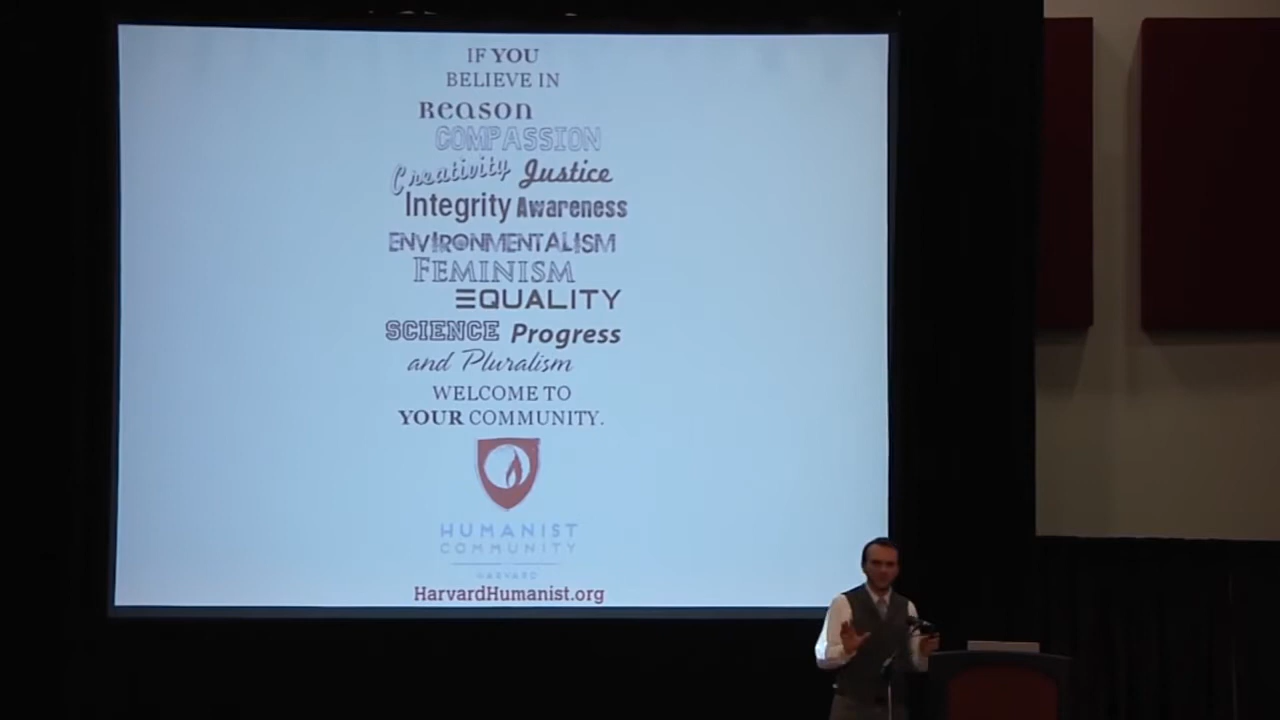 IF YOU
BELIEVE IN
Reason
COMPASSION
Creativity Justice
Integrity Awareness
ENVIRONMENTALISM
FEMINISM
EQUALITY
SCIENCE Progress
and Pluralism
WELCOME TO
YOUR COMMUNITY.
HUMANIST
COMMUNITY
HARVARD
HarvardHumanist.org